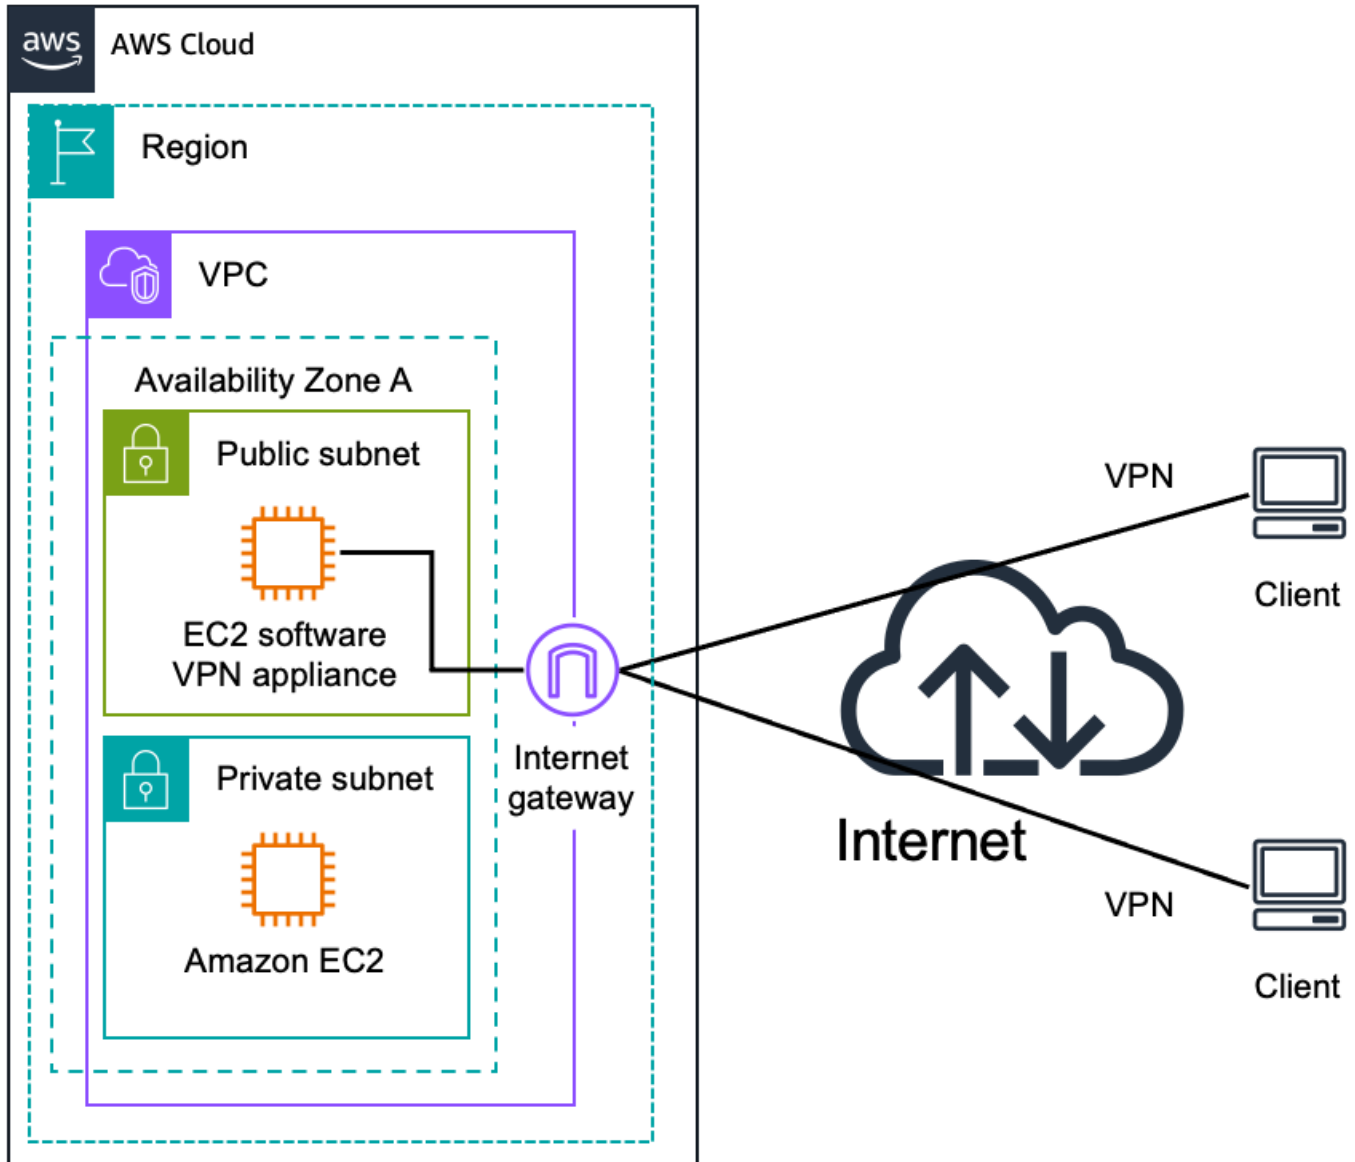 aws
AWS Cloud
Region
VPC
Availability Zone A
Public subnet
EC2 software
VPN appliance
Private subnet
Amazon EC2
Internet
gateway
Internet
VPN
Client
VPN
Client